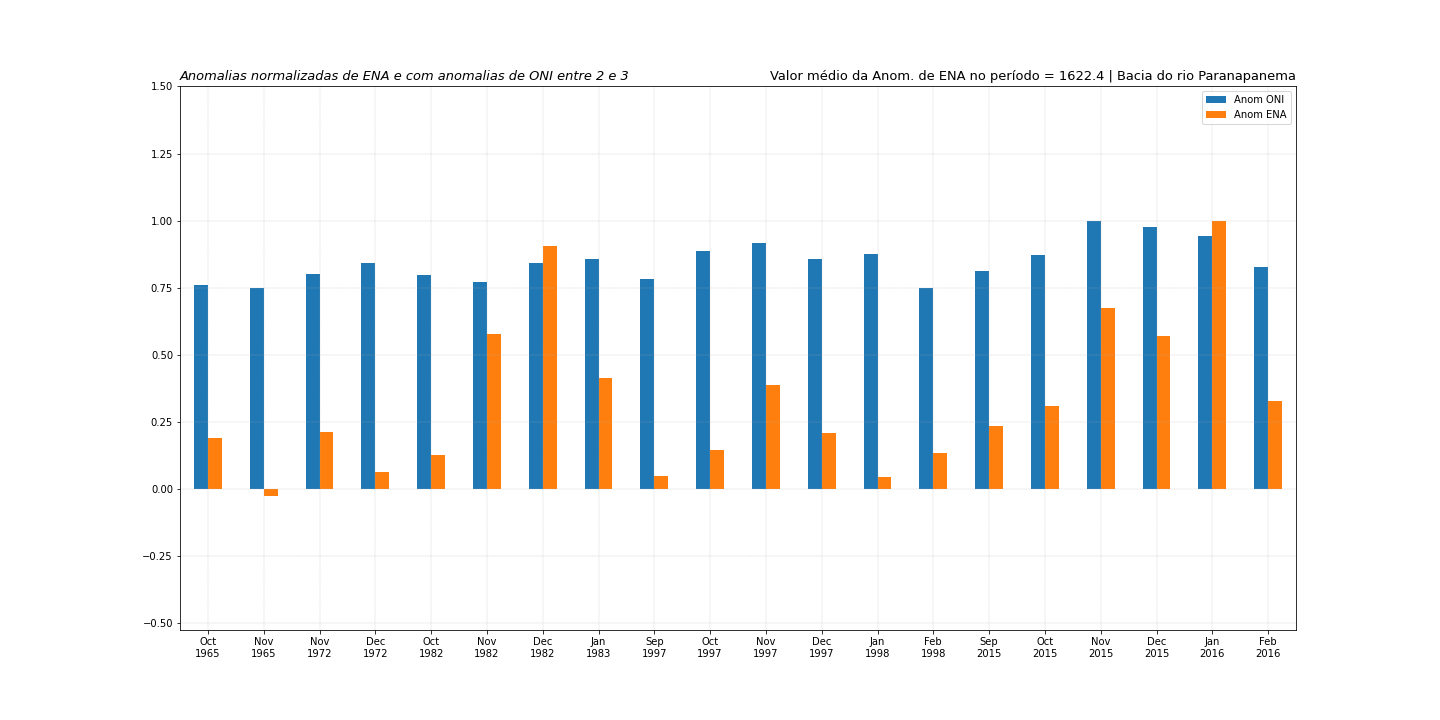 Anomalias normalizadas de ENA e com anomalias de ONI entre 2 e 3
Valor médio da Anom. de ENA no período = 1622.4 | Bacia do rio Paranapanema
Anom ONI
Anom ENA
1.50
1.25
1.00
0.75
0.50
0.25
0.00
−0.25
−0.50
Oct Nov Nov Dec Oct Nov Dec Jan Sep Oct Nov Dec Jan Feb Sep Oct Nov Dec Jan Feb
1965 1965 1972 1972 1982 1982 1982 1983 1997 1997 1997 1997 1998 1998 2015 2015 2015 2015 2016 2016